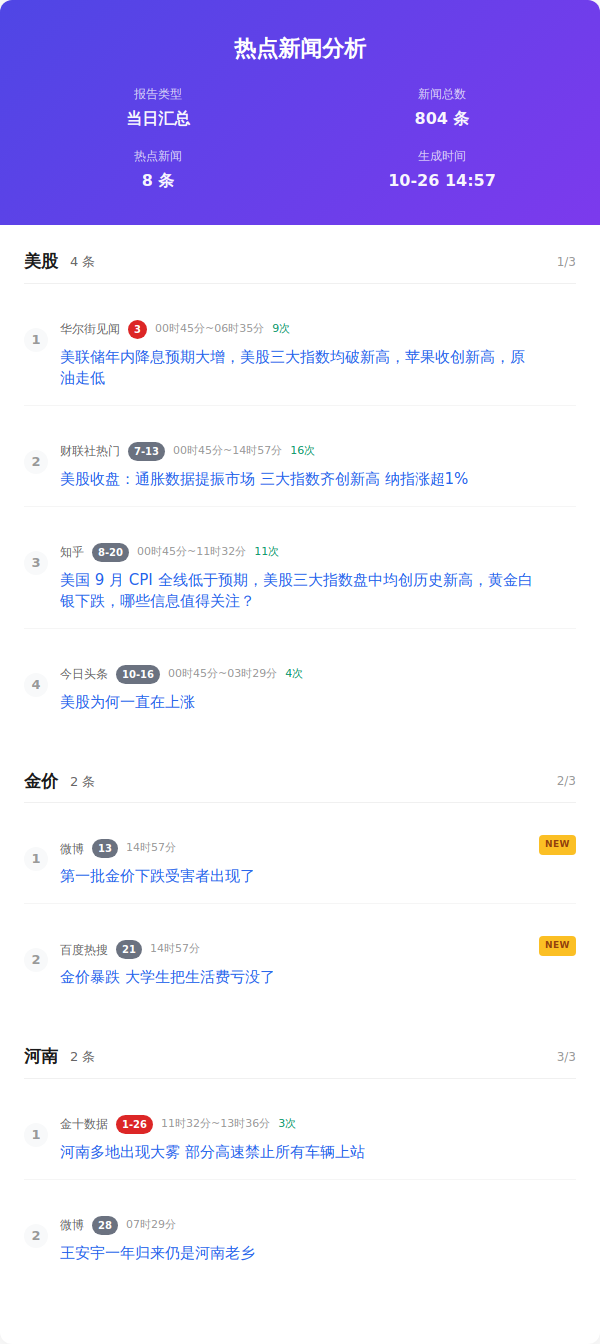 热点新闻分析
报告类型
新闻总数
当日汇总
804 条
热点新闻
生成时间
8 条
10-26 14:57
美股 4 条 1/3
1
华尔街见闻 3 00时45分~06时35分 9次
美联储年内降息预期大增，美股三大指数均破新高，苹果收创新高，原
油走低
2
财联社热门 7-13 00时45分~14时57分 16次
美股收盘：通胀数据提振市场 三大指数齐创新高 纳指涨超1%
3
知乎 8-20 00时45分~11时32分 11次
美国 9 月 CPI 全线低于预期，美股三大指数盘中均创历史新高，黄金白
银下跌，哪些信息值得关注？
4
今日头条 10-16 00时45分~03时29分 4次
美股为何一直在上涨
金价 2 条 2/3
1
微博 13 14时57分 NEW
第一批金价下跌受害者出现了
2
百度热搜 21 14时57分 NEW
金价暴跌 大学生把生活费亏没了
河南 2 条 3/3
1
金十数据 1-26 11时32分~13时36分 3次
河南多地出现大雾 部分高速禁止所有车辆上站
2
微博 28 07时29分
王安宇一年归来仍是河南老乡